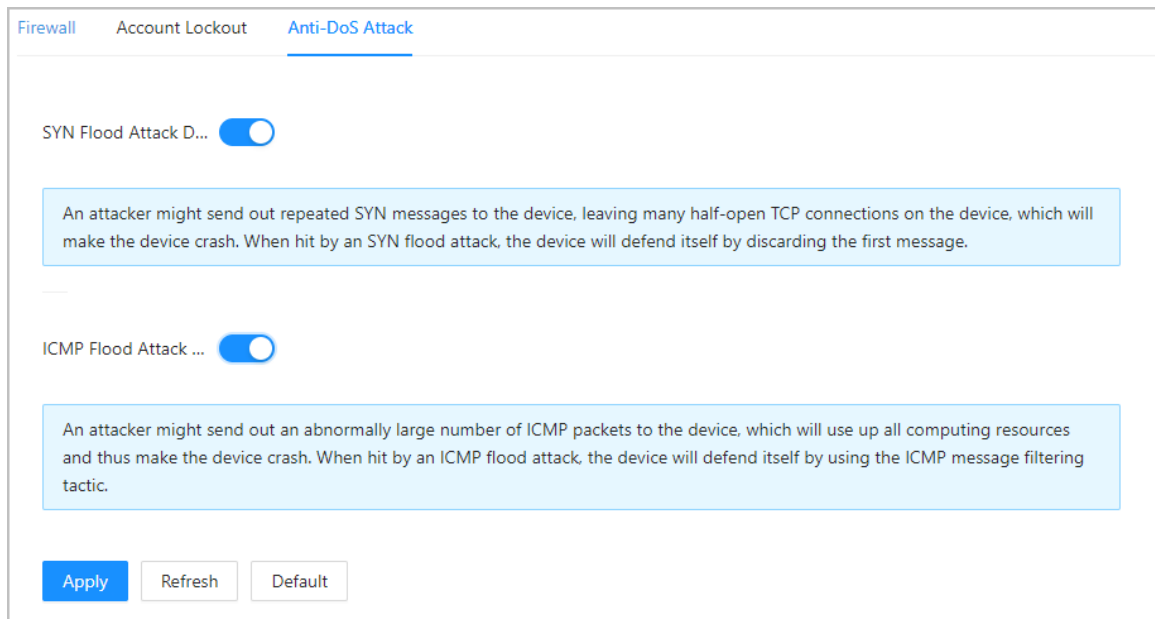 Firewall Account Lockout Anti-DoS Attack
SYN Flood Attack D...
An attacker might send out repeated SYN messages to the device, leaving many half-open TCP connections on the device, which will
make the device crash. When hit by an SYN flood attack, the device will defend itself by discarding the first message.
ICMP Flood Attack ...
An attacker might send out an abnormally large number of ICMP packets to the device, which will use up all computing resources
and thus make the device crash. When hit by an ICMP flood attack, the device will defend itself by using the ICMP message filtering
tactic.
Apply Refresh Default